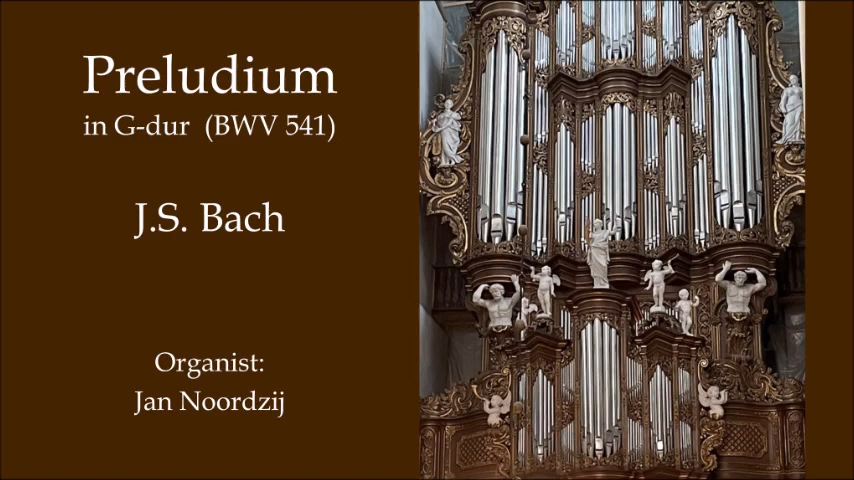 Preludium
in G-dur (BWV 541)
J.S. Bach
Organist:
Jan Noordzij